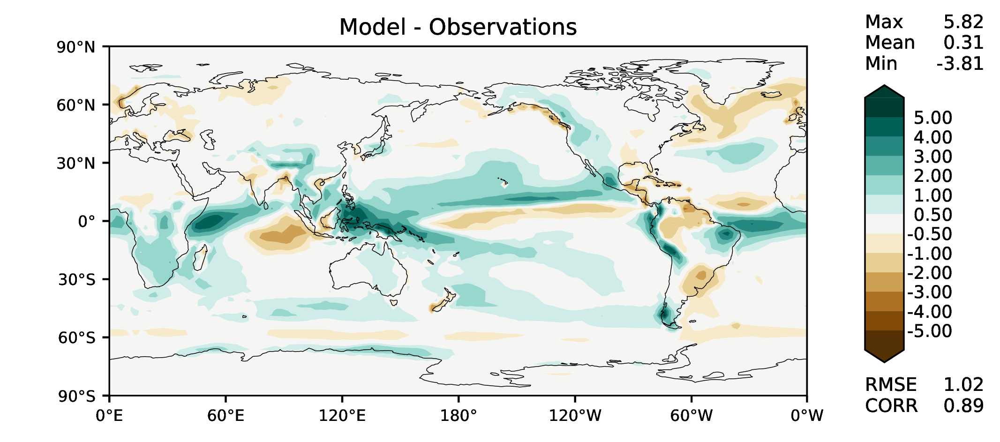 Model - Observations
Max 5.82
Mean 0.31
Min -3.81
90°N
60°N
30°N
0°
30°S
60°S
90°S
0°E 60°E 120°E 180° 120°W 60°W 0°W
5.00
4.00
3.00
2.00
1.00
0.50
-0.50
-1.00
-2.00
-3.00
-4.00
-5.00
RMSE 1.02
CORR 0.89